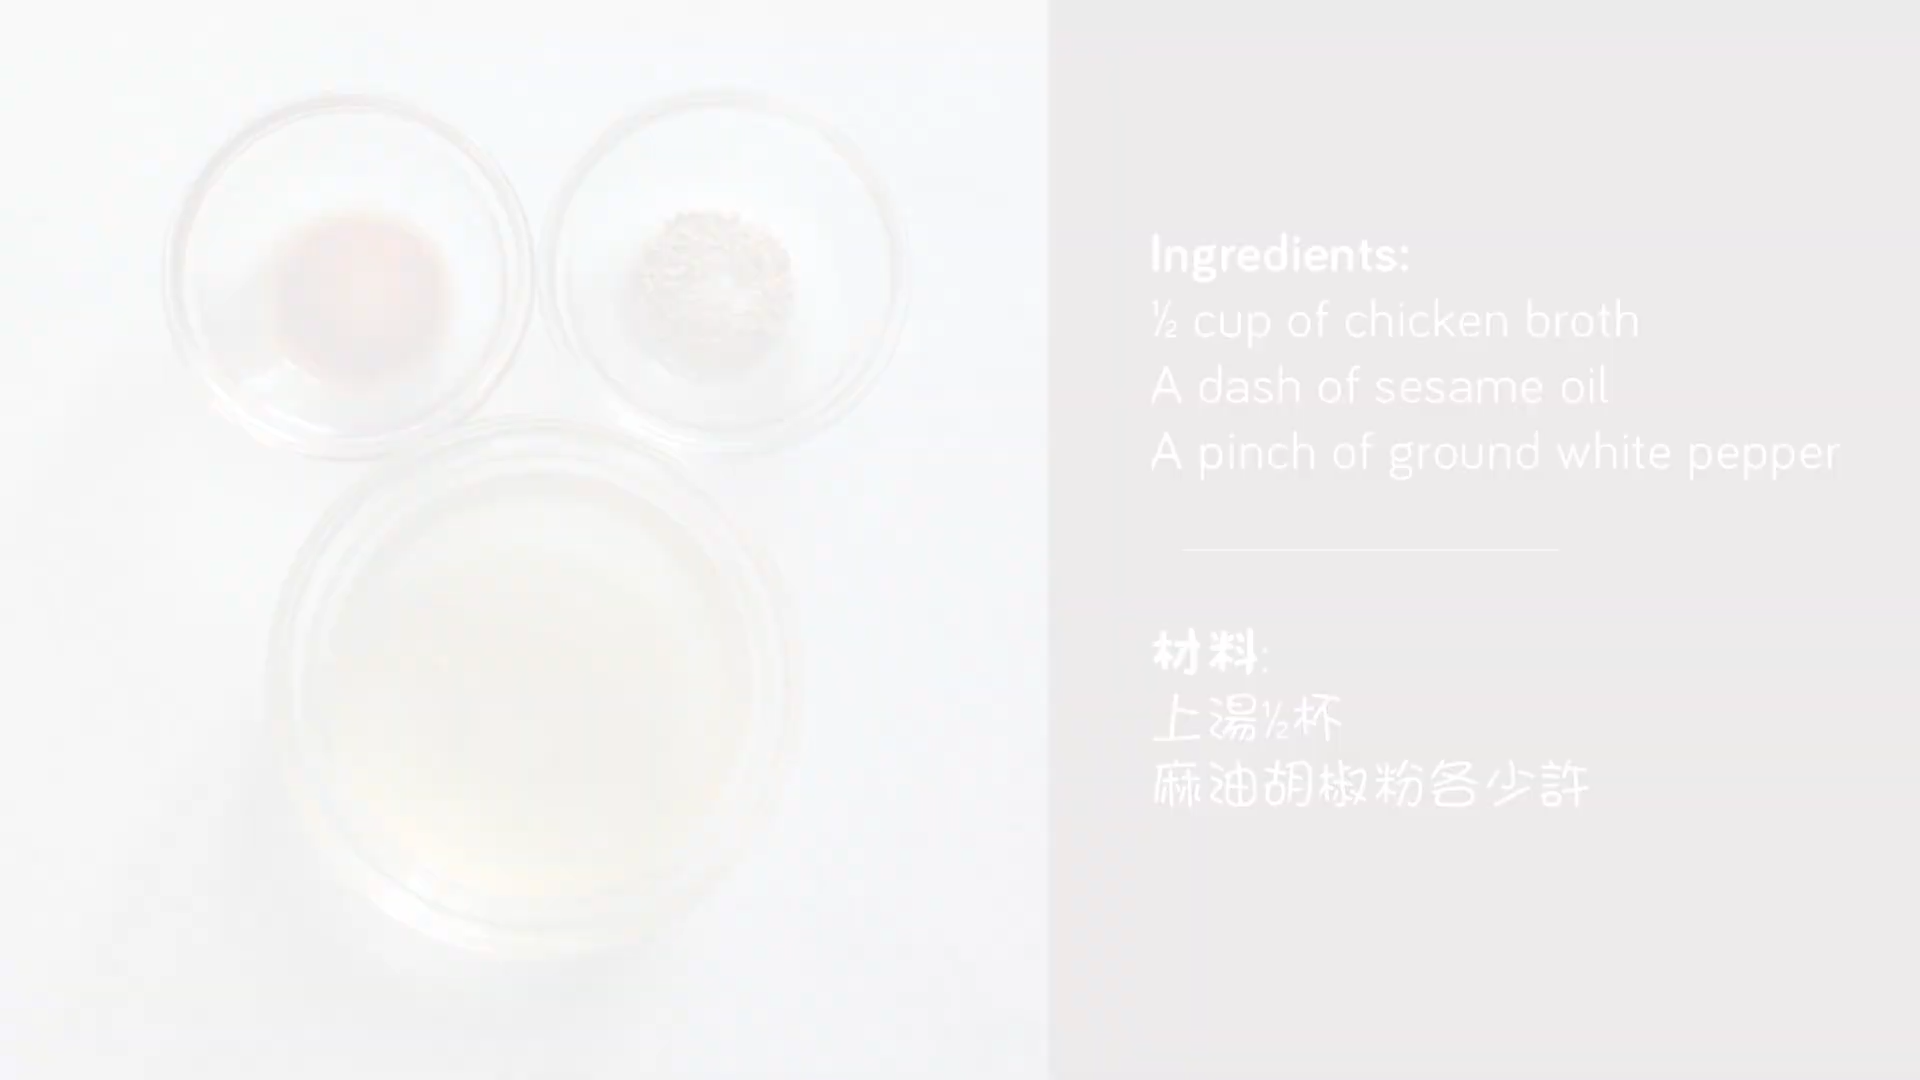 Ingredients:
½ cup of chicken broth
A dash of sesame oil
A pinch of ground white pepper
材料:
上湯½杯
麻油胡椒粉各少許